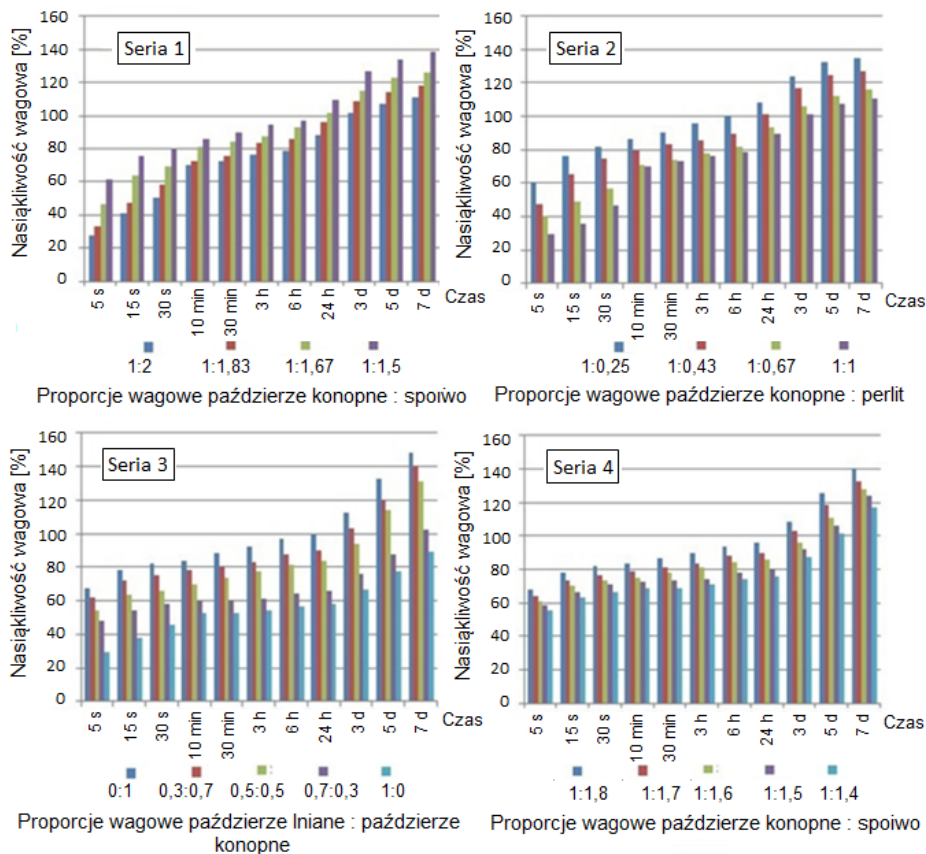 Nasiąkliwość wagowa [%]
160
140
120
100
80
60
40
20
0
Seria 1
5 s
15 s
30 s
10 min
30 min
3 h
6 h
24 h
3 d
5 d
7 d
Czas
1:2
1:1,83
1:1,67
1:1,5
Proporcje wagowe paździerze konopne : spoiwo
Nasiąkliwość wagowa [%]
160
140
120
100
80
60
40
20
0
Seria 2
5 s
15 s
30 s
10 min
30 min
3 h
6 h
24 h
3 d
5 d
7 d
Czas
1:0,25
1:0,43
1:0,67
1:1
Proporcje wagowe paździerze konopne : perlit
Nasiąkliwość wagowa [%]
160
140
120
100
80
60
40
20
0
Seria 3
5 s
15 s
30 s
10 min
30 min
3 h
6 h
24 h
3 d
5 d
7 d
Czas
0:1
0,3:0,7
0,5:0,5
0,7:0,3
1:0
Proporcje wagowe paździerze lniane : paździerze
konopne
Nasiąkliwość wagowa [%]
160
140
120
100
80
60
40
20
0
Seria 4
5 s
15 s
30 s
10 min
30 min
3 h
6 h
24 h
3 d
5 d
7 d
Czas
1:1,8
1:1,7
1:1,6
1:1,5
1:1,4
Proporcje wagowe paździerze konopne : spoiwo